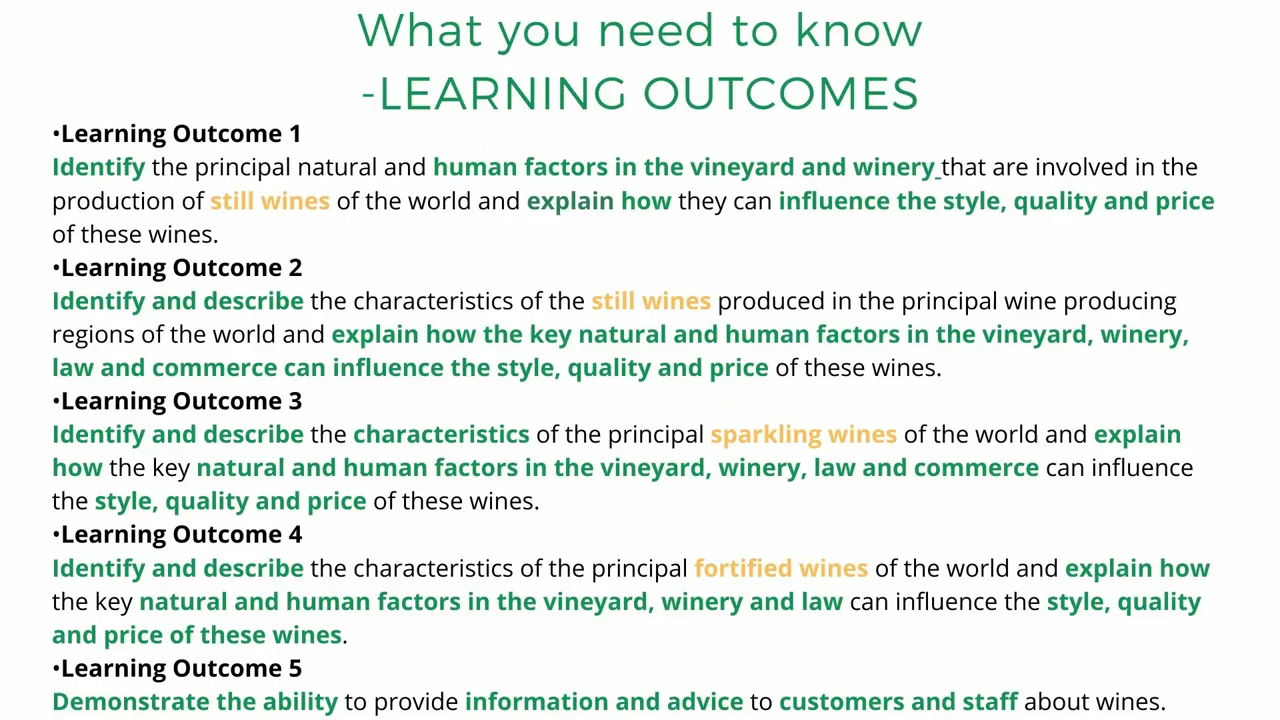 What you need to know
-LEARNING OUTCOMES
•Learning Outcome 1
Identify the principal natural and human factors in the vineyard and winery that are involved in the
production of still wines of the world and explain how they can influence the style, quality and price
of these wines.
•Learning Outcome 2
Identify and describe the characteristics of the still wines produced in the principal wine producing
regions of the world and explain how the key natural and human factors in the vineyard, winery,
law and commerce can influence the style, quality and price of these wines.
•Learning Outcome 3
Identify and describe the characteristics of the principal sparkling wines of the world and explain
how the key natural and human factors in the vineyard, winery, law and commerce can influence
the style, quality and price of these wines.
•Learning Outcome 4
Identify and describe the characteristics of the principal fortified wines of the world and explain how
the key natural and human factors in the vineyard, winery and law can influence the style, quality
and price of these wines.
•Learning Outcome 5
Demonstrate the ability to provide information and advice to customers and staff about wines.